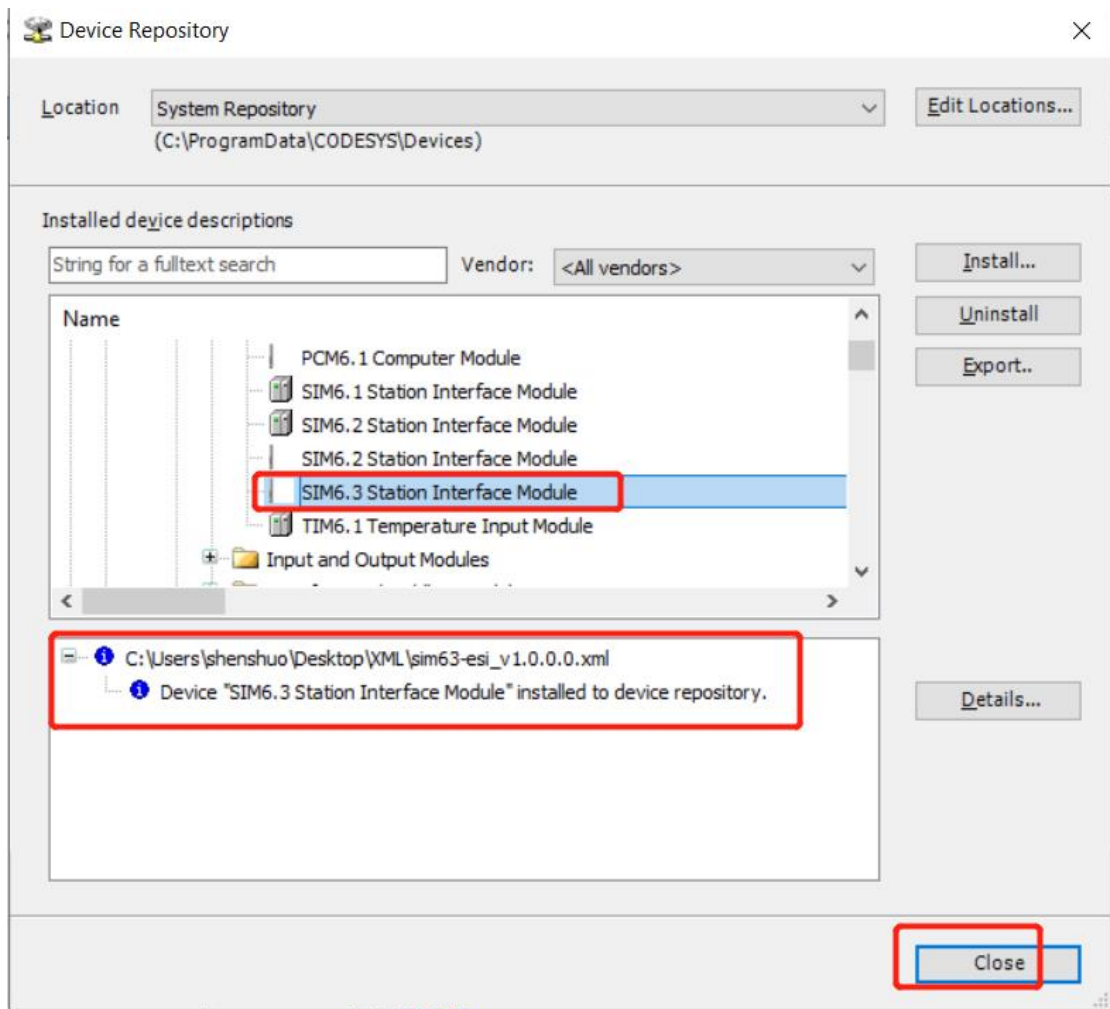 Device Repository
Location System Repository Edit Locations...
(C:\ProgramData\CODESYS\Devices)
Installed device descriptions
String for a fulltext search Vendor: <All vendors> Install...
Name Uninstall
PCM6.1 Computer Module Export..
SIM6.1 Station Interface Module
SIM6.2 Station Interface Module
SIM6.2 Station Interface Module
SIM6.3 Station Interface Module
TIM6.1 Temperature Input Module
Input and Output Modules
C:\Users\shenshuo\Desktop\XML\sim63-esi_v1.0.0.0.xml
Device "SIM6.3 Station Interface Module" installed to device repository. Details...
Close